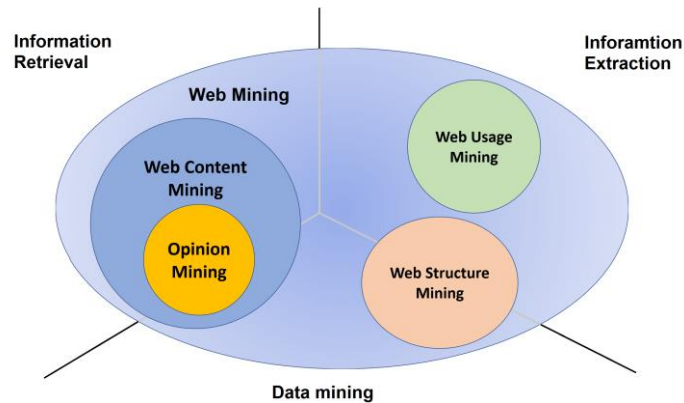 Information
Retrieval
Inforamtion
Extraction
Web Mining
Web Usage
Mining
Web Content
Mining
Opinion
Mining
Web Structure
Mining
Data mining